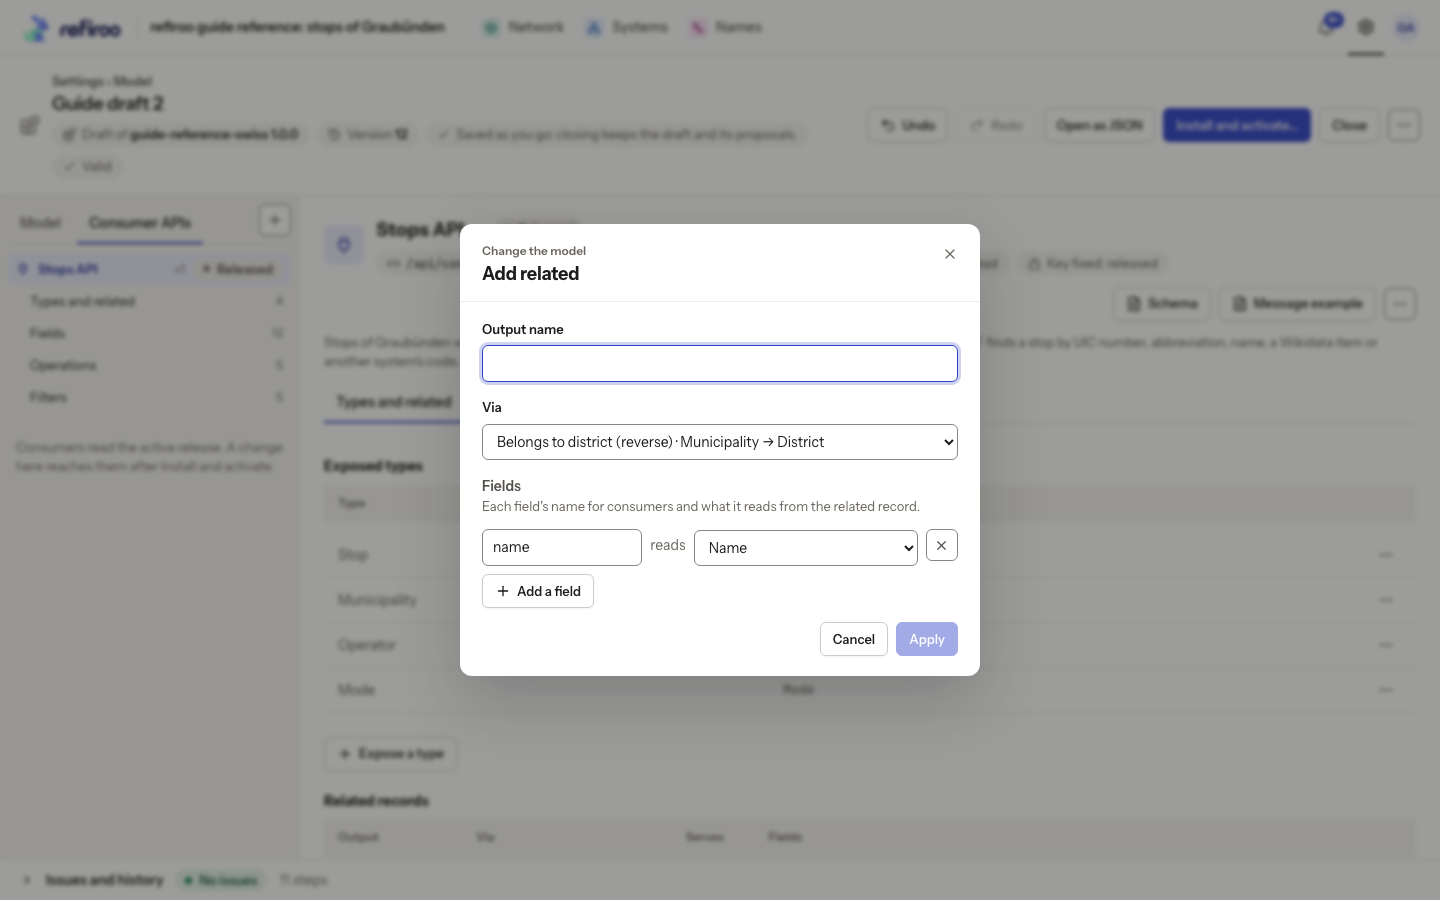 refiroo
refiroo guide reference: stops of Graubünden
Network
Systems
Names
GA
Settings › Model
Guide draft 2
Draft of guide-reference-swiss 1.0.0
Version 12
Saved as you go: closing keeps the draft and its proposals.
Valid
Undo
Redo
Open as JSON
Install and activate...
Close
Model
Consumer APIs
Stops API
v1
Released
Types and related
4
Fields
12
Operations
5
Filters
5
Consumers read the active release. A change
here reaches them after Install and activate.
Stops API
Key fixed: released
Schema
Message example
Stops of Graubünden
finds a stop by UIC number, abbreviation, name, a Wikidata item or
another system's code.
Types and related
Exposed types
Type
Stop
Municipality
Operator
Mode
Node
Expose a type
Related records
Output
Via
Serves
Fields
Change the model
Add related
Output name
Via
Belongs to district (reverse) · Municipality → District
Fields
Each field's name for consumers and what it reads from the related record.
name
reads
Name
Add a field
Cancel
Apply
Issues and history
No issues
11 steps